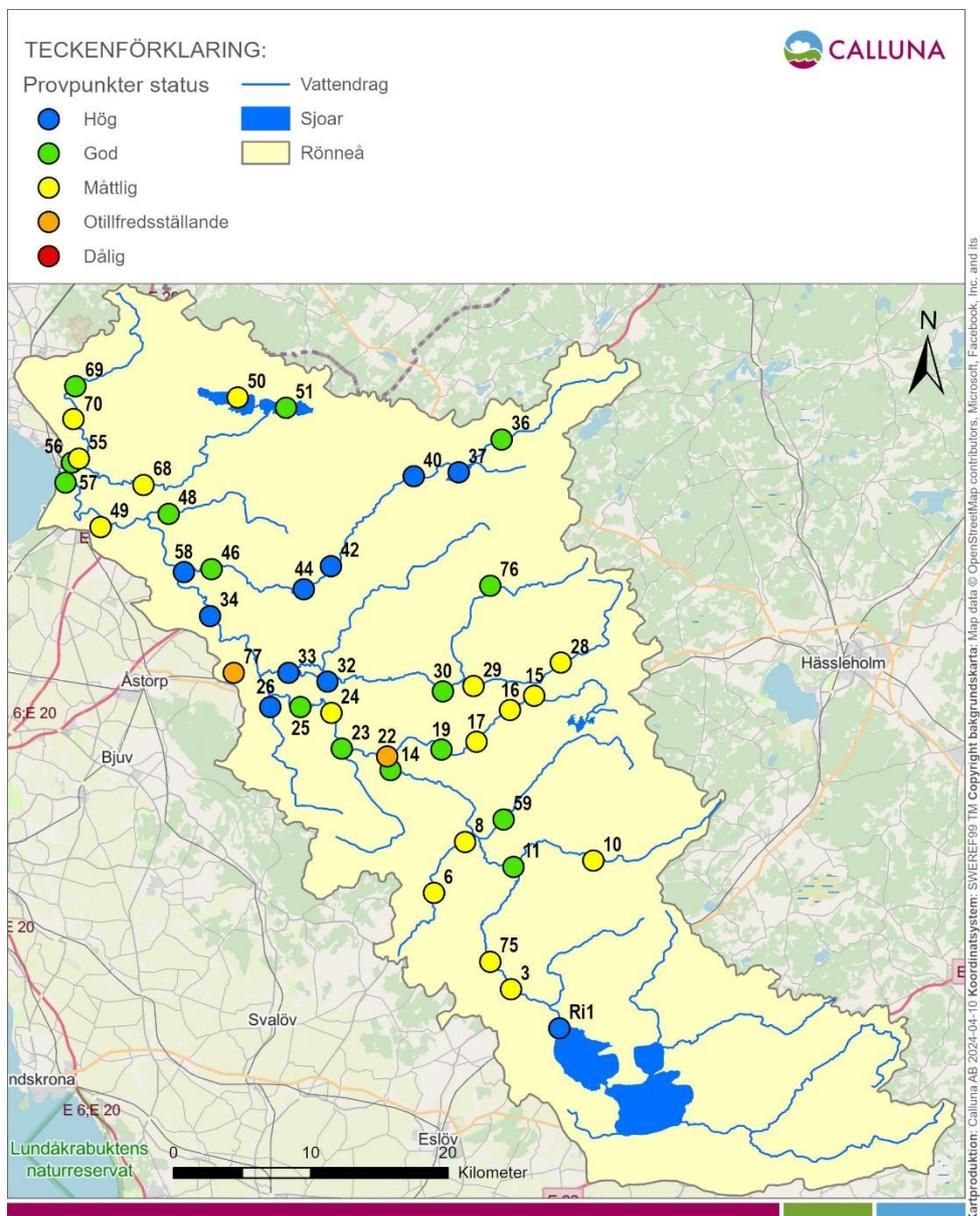 TECKENFÖRKLARING:
CALLUNA
Provpunkter status
Vattendrag
Hög
Sjoar
God
Rönneå
Måttlig
Otillfredsställande
Dålig
N
69
50
51
70
36
56
55
40
37
57
68
48
49
58
46
44
42
76
34
28
Hässleholm
77
33
32
30
29
15
Åstorp
26
24
16
6;E 20
25
23
22
19
17
14
Bjuv
59
8
11
10
6
E 20
75
3
Ri1
Svalöv
ndskrona
E 6;E 20
Eslöv
Lundåkrabuktens
naturreservat
0
10
20
Kilometer
Kartproduktion: Calluna AB 2024-04-10 Koordinatsystem: SWEREF99 TM Copyright bakgrundskarta: Map data © OpenStreetMap contributors, Microsoft, Facebook, Inc. and its